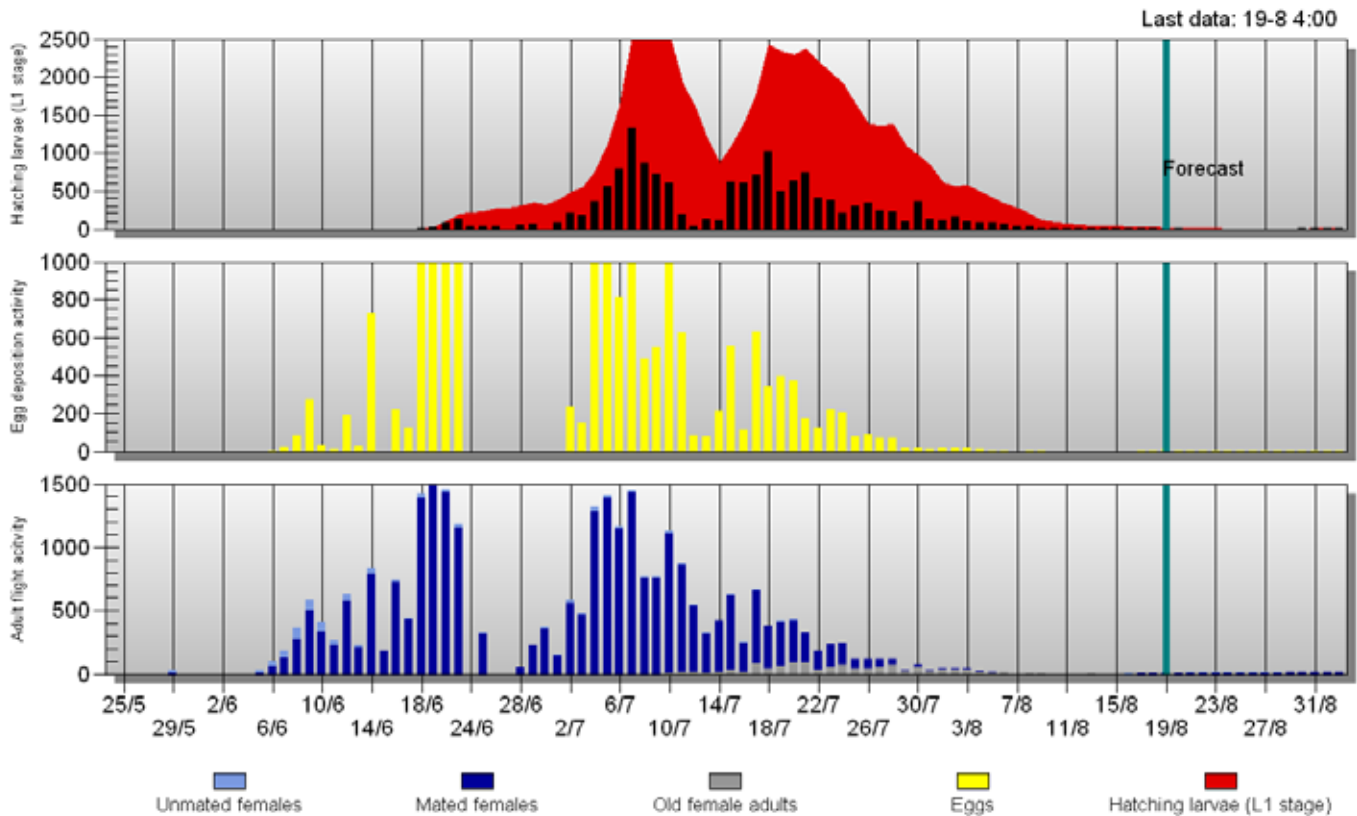 Last data: 19-8 4:00
Hatching larvae (L1 stage)
2500
2000
1500
1000
500
0
Forecast
Egg deposition activity
1000
800
600
400
200
0
Adult flight acitvity
1500
1000
500
0
25/5 2/6 10/6 18/6 28/6 6/7 14/7 22/7 30/7 7/8 15/8 23/8 31/8
29/5 6/6 14/6 24/6 2/7 10/7 18/7 26/7 3/8 11/8 19/8 27/8
Unmated females Mated females Old female adults Eggs Hatching larvae (L1 stage)